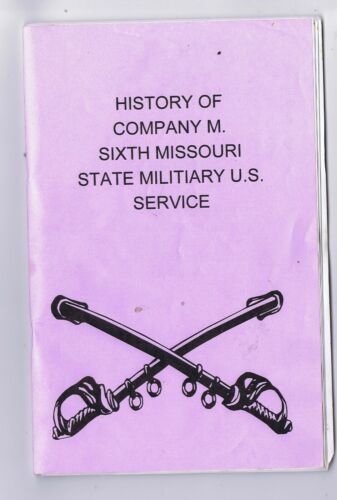 HISTORY OF
COMPANY M.
SIXTH MISSOURI
STATE MILITIARY U.S.
SERVICE